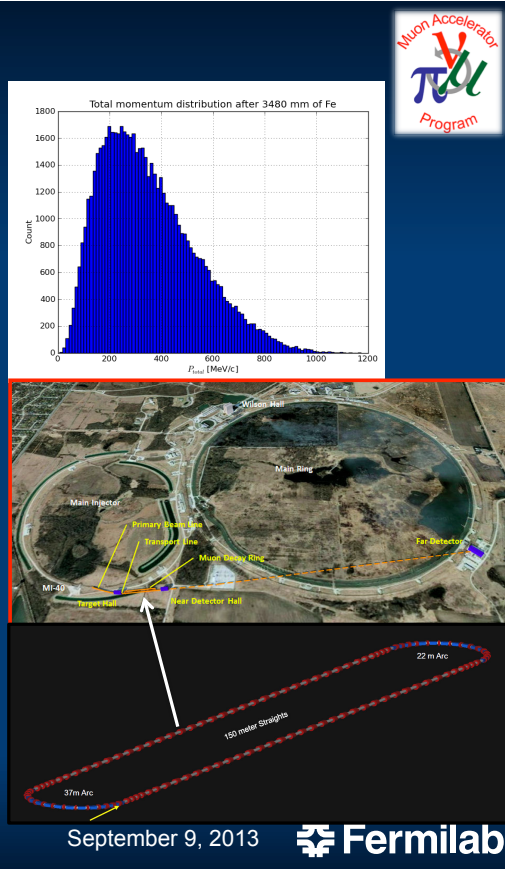 Muon Accelerator
πνμ
Program
Total momentum distribution after 3480 mm of Fe
1800
1600
1400
1200
1000
800
600
400
200
0
Count
0 200 400 600 800 1000 1200
P_total [MeV/c]
Wilson Hall
Main Ring
Main Injector
Primary Beam Line
Transport Line
Far Detector
Muon Decay Ring
MI-40
Target Hall
Near Detector Hall
22 m Arc
150 meter Straights
37m Arc
September 9, 2013
Fermilab